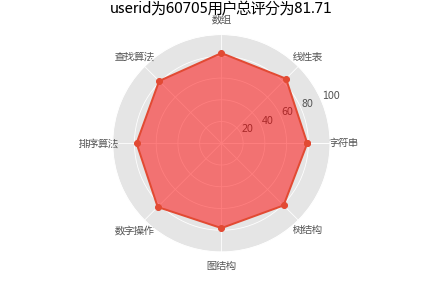 userid为60705用户总评分为81.71
数组
查找算法
线性表
100
80
60
40
20
排序算法
字符串
数字操作
树结构
图结构